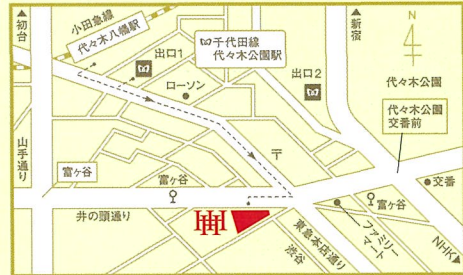 ▲初台
小田急線
代々木八幡駅
出口1
千代田線
代々木公園駅
▲新宿
N
ローソン
出口2
代々木公園
代々木公園
交番前
山手通り
富ヶ谷
富ヶ谷
〒
交番
富ヶ谷
井の頭通り
ファミリー
マート
東急本店通り
渋谷
NHK▲